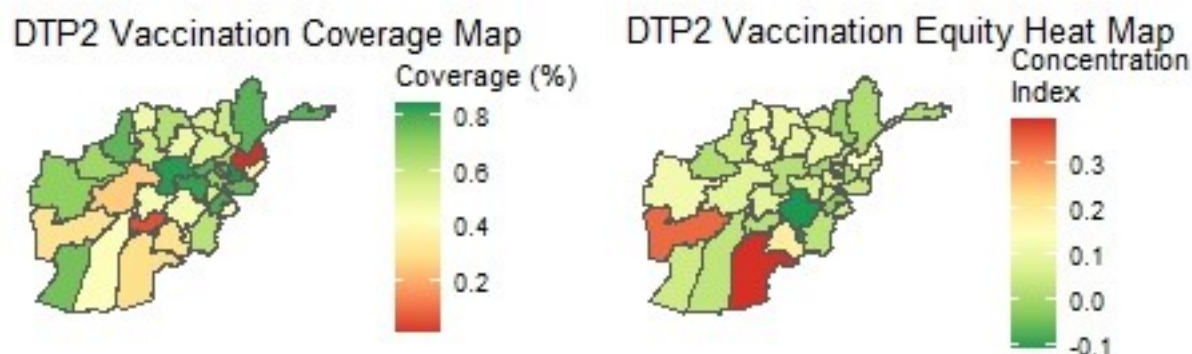 DTP2 Vaccination Coverage Map
Coverage (%)
0.8
0.6
0.4
0.2
DTP2 Vaccination Equity Heat Map
Concentration
Index
0.3
0.2
0.1
0.0
-0.1